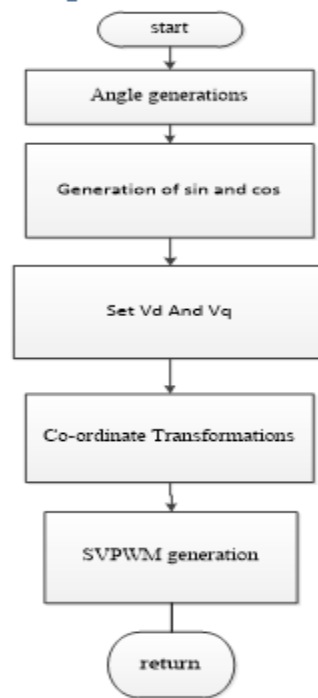 start
Angle generations
Generation of sin and cos
Set Vd And Vq
Co-ordinate Transformations
SVPWM generation
return